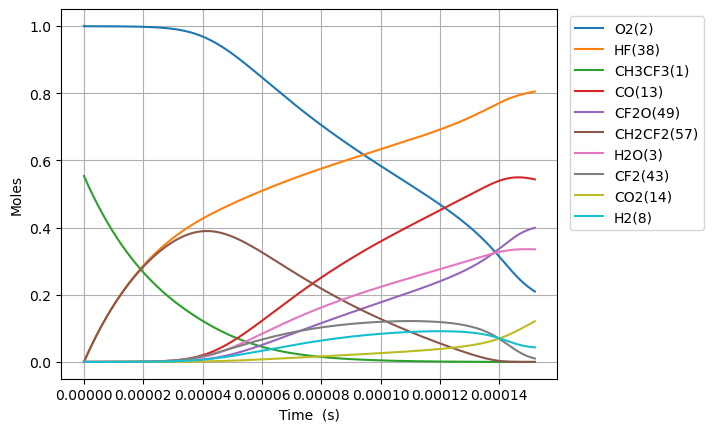 1.0
0.8
0.6
0.4
0.2
0.0
Moles
0.00000 0.00002 0.00004 0.00006 0.00008 0.00010 0.00012 0.00014
Time (s)
O2(2)
HF(38)
CH3CF3(1)
CO(13)
CF2O(49)
CH2CF2(57)
H2O(3)
CF2(43)
CO2(14)
H2(8)